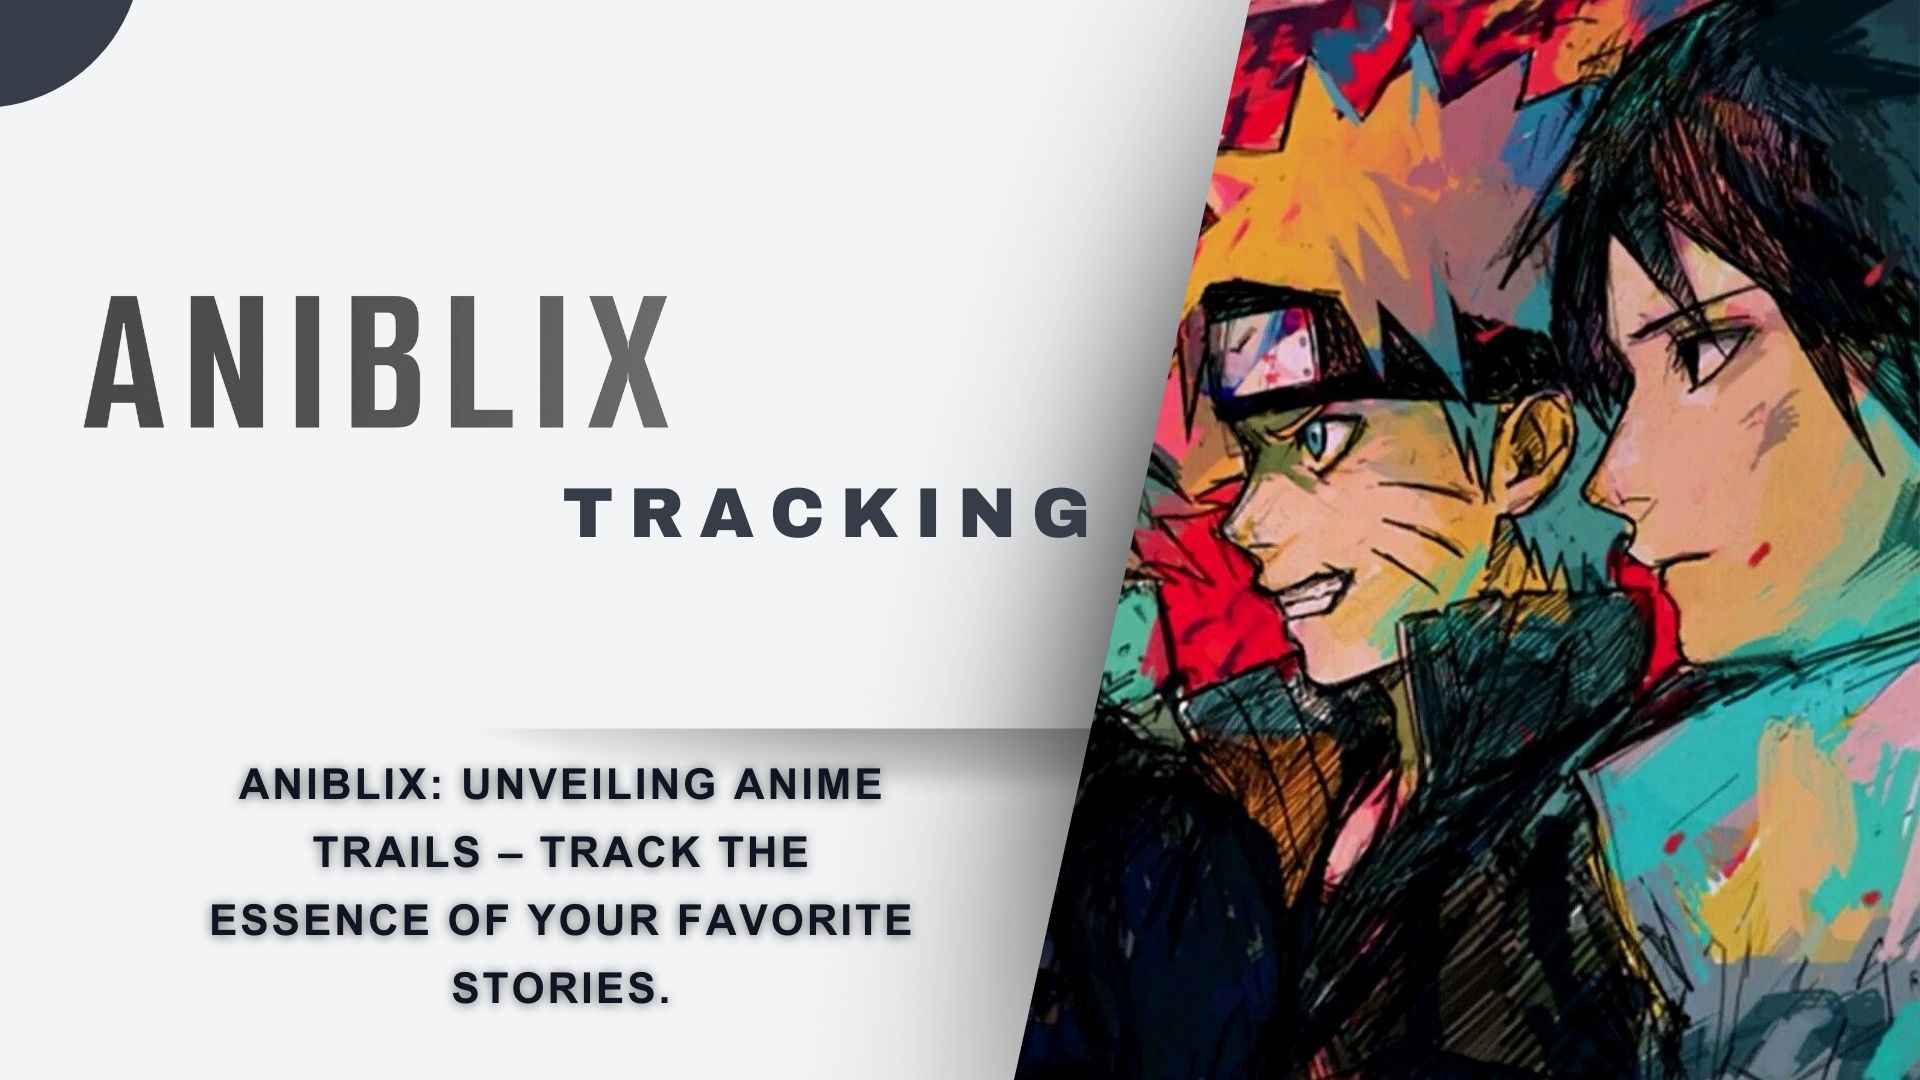 ANIBLIX
TRACKING
ANIBLIX: UNVEILING ANIME
TRAILS – TRACK THE
ESSENCE OF YOUR FAVORITE
STORIES.